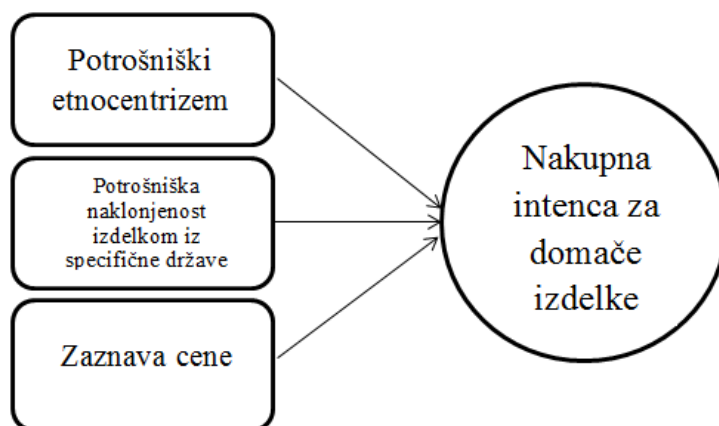 Potrošniški
etnocentrizem
Potrošniška
naklonjenost
izdelkom iz
specifične države
Zaznava cene
Nakupna
intenca za
domače
izdelke